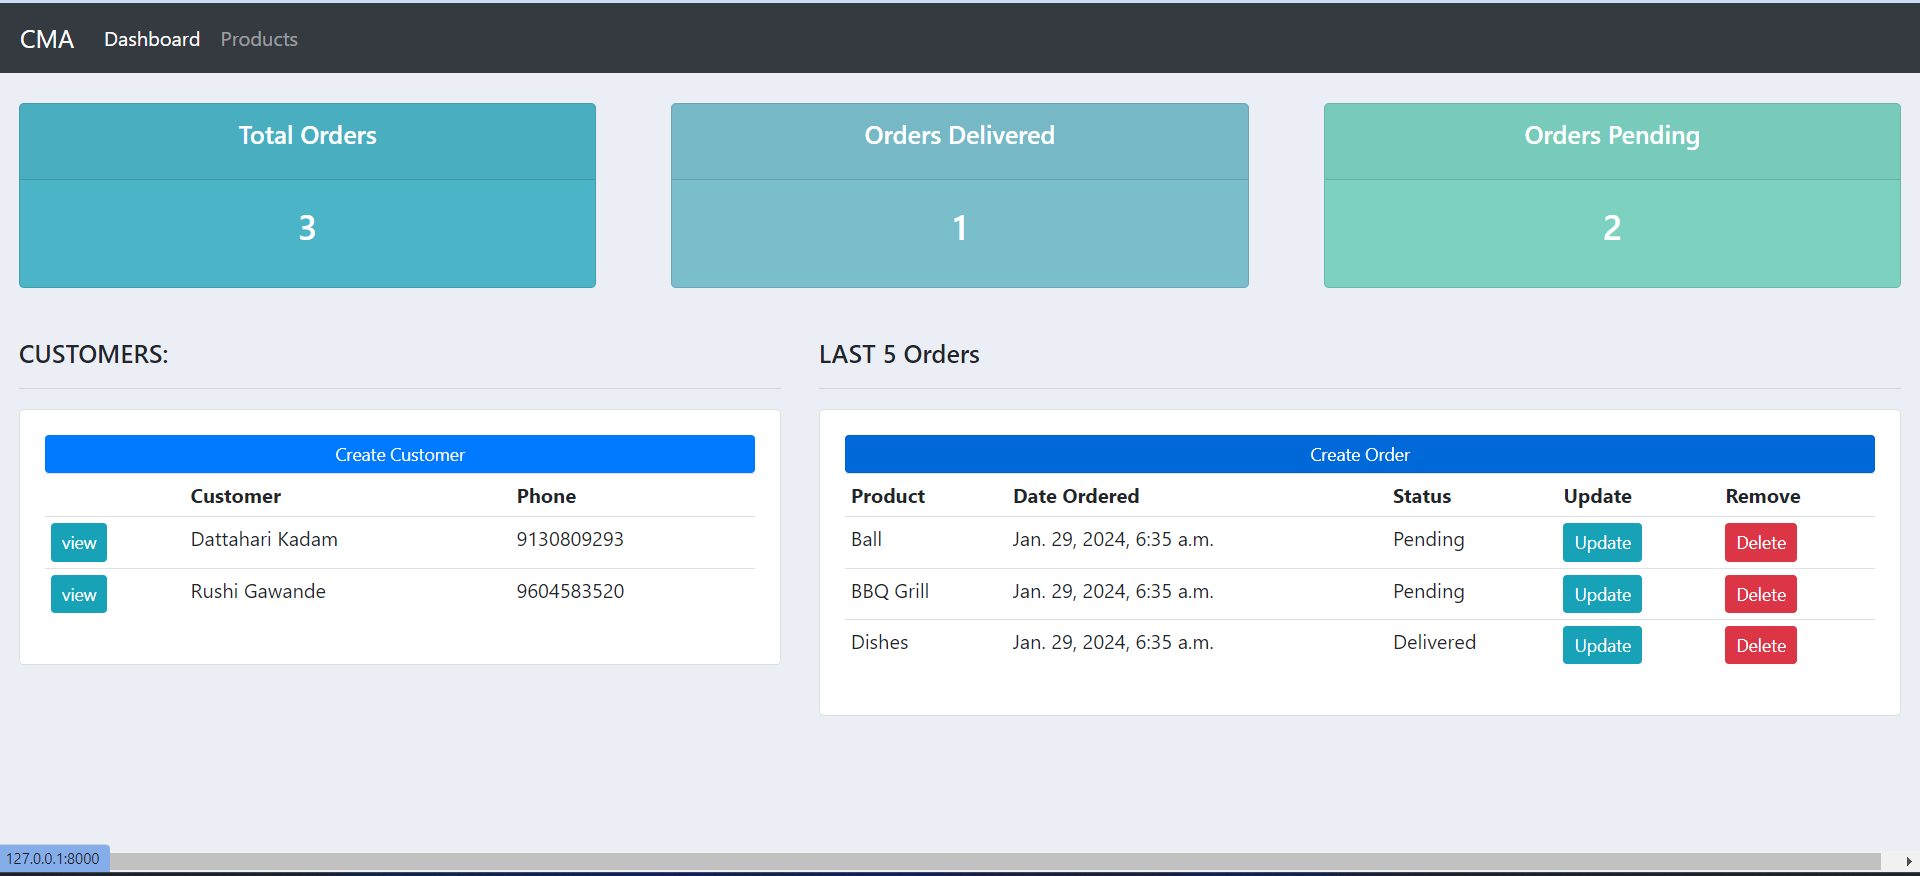 CMA Dashboard Products
Total Orders
3
Orders Delivered
1
Orders Pending
2
CUSTOMERS:
Create Customer
Customer Phone
view Dattahari Kadam 9130809293
view Rushi Gawande 9604583520
LAST 5 Orders
Create Order
Product Date Ordered Status Update Remove
Ball Jan. 29, 2024, 6:35 a.m. Pending Update Delete
BBQ Grill Jan. 29, 2024, 6:35 a.m. Pending Update Delete
Dishes Jan. 29, 2024, 6:35 a.m. Delivered Update Delete
127.0.0.1:8000